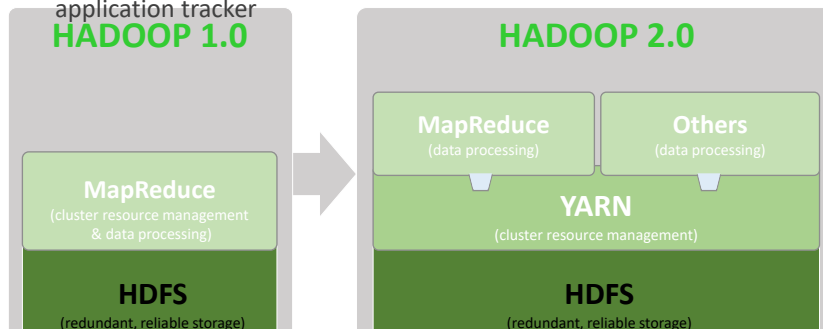 application tracker
HADOOP 1.0
MapReduce
(cluster resource management
& data processing)
HDFS
(redundant, reliable storage)
HADOOP 2.0
MapReduce
(data processing)
Others
(data processing)
YARN
(cluster resource management)
HDFS
(redundant, reliable storage)